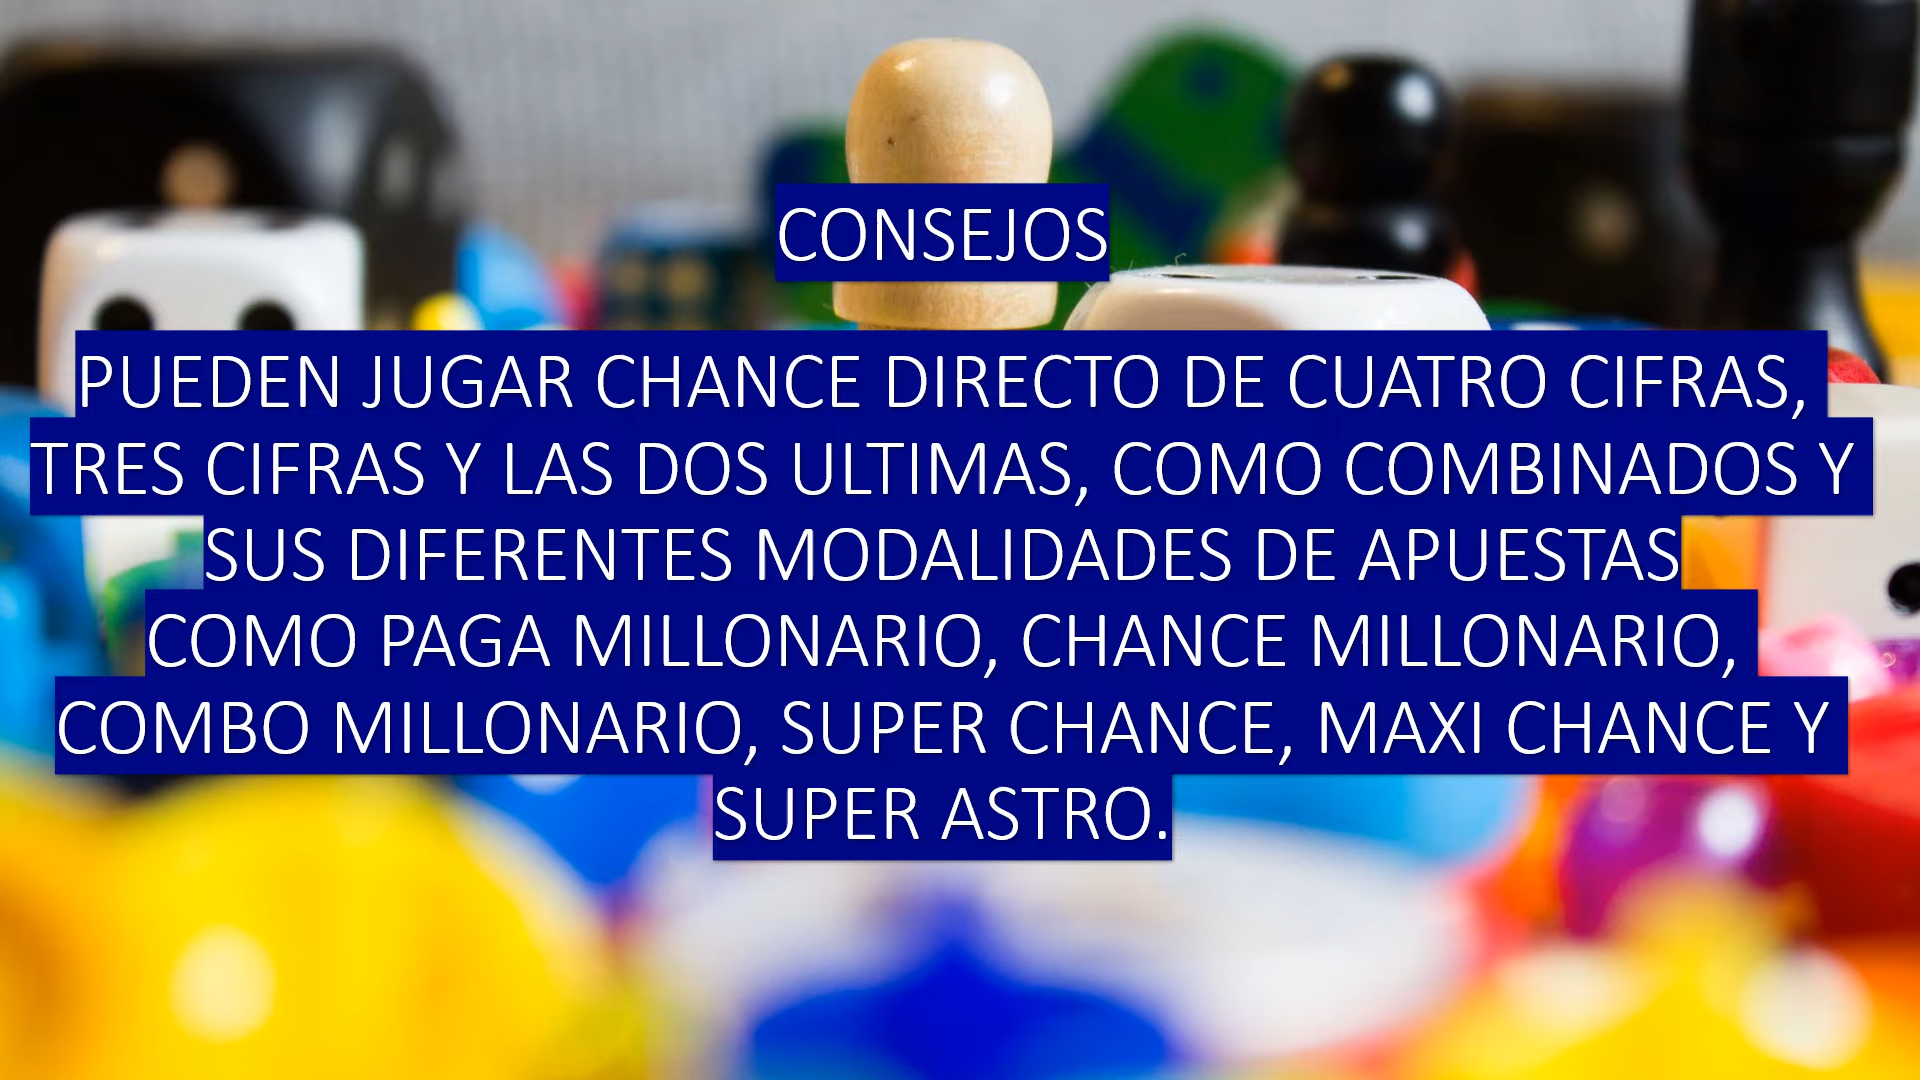 CONSEJOS
PUEDEN JUGAR CHANCE DIRECTO DE CUATRO CIFRAS,
TRES CIFRAS Y LAS DOS ULTIMAS, COMO COMBINADOS Y
SUS DIFERENTES MODALIDADES DE APUESTAS
COMO PAGA MILLONARIO, CHANCE MILLONARIO,
COMBO MILLONARIO, SUPER CHANCE, MAXI CHANCE Y
SUPER ASTRO.